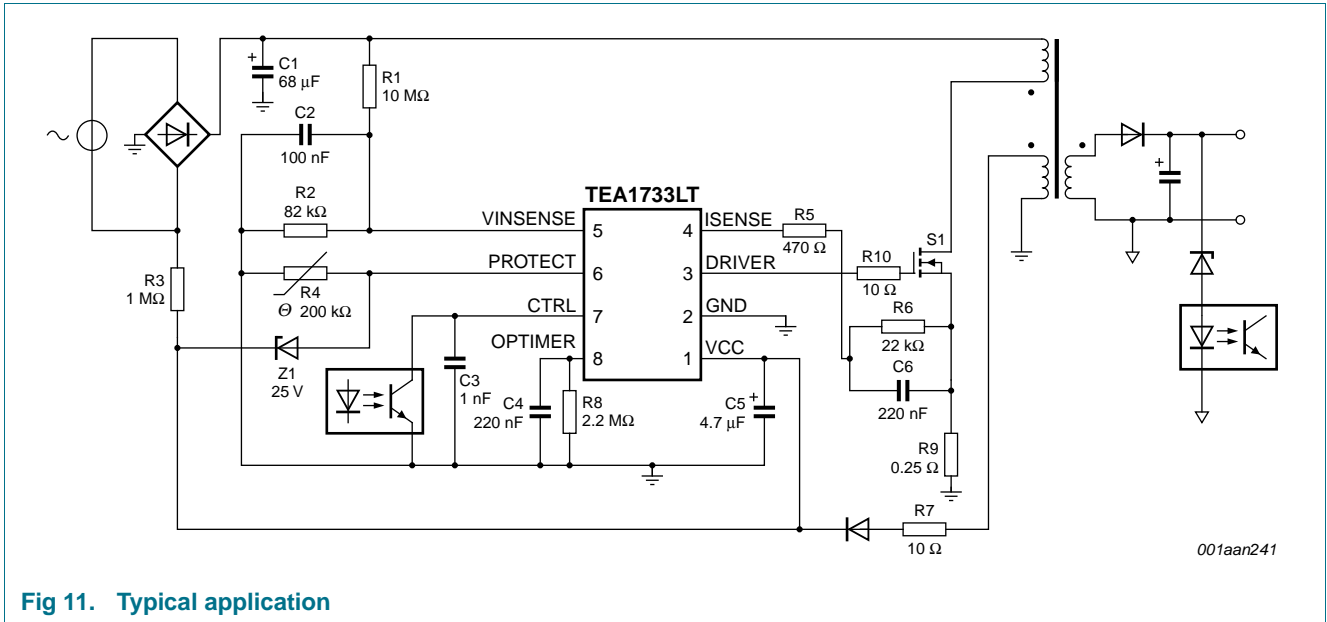 C1
68 μF
R1
10 MΩ
C2
100 nF
R2
82 kΩ
TEA1733LT
VINSENSE
5
4
ISENSE
R5
470 Ω
S1
PROTECT
6
3
DRIVER
R10
10 Ω
R3
1 MΩ
R4
Θ 200 kΩ
CTRL
7
2
GND
R6
22 kΩ
OPTIMER
8
1
VCC
Z1
25 V
C6
220 nF
C3
1 nF
C4
220 nF
R8
2.2 MΩ
C5
4.7 μF
R9
0.25 Ω
R7
10 Ω
001aan241
Fig 11. Typical application